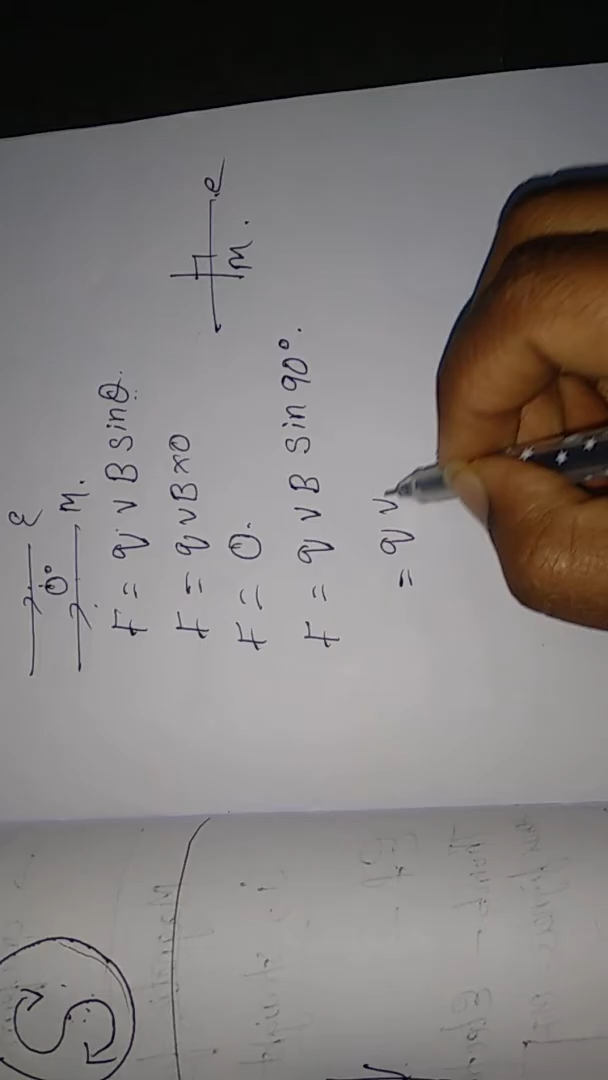 E
0°
M.
F = qVB sinθ.
F = qVB×0
F = 0.
e
M.
F = qVB sin 90°.
= qV
S